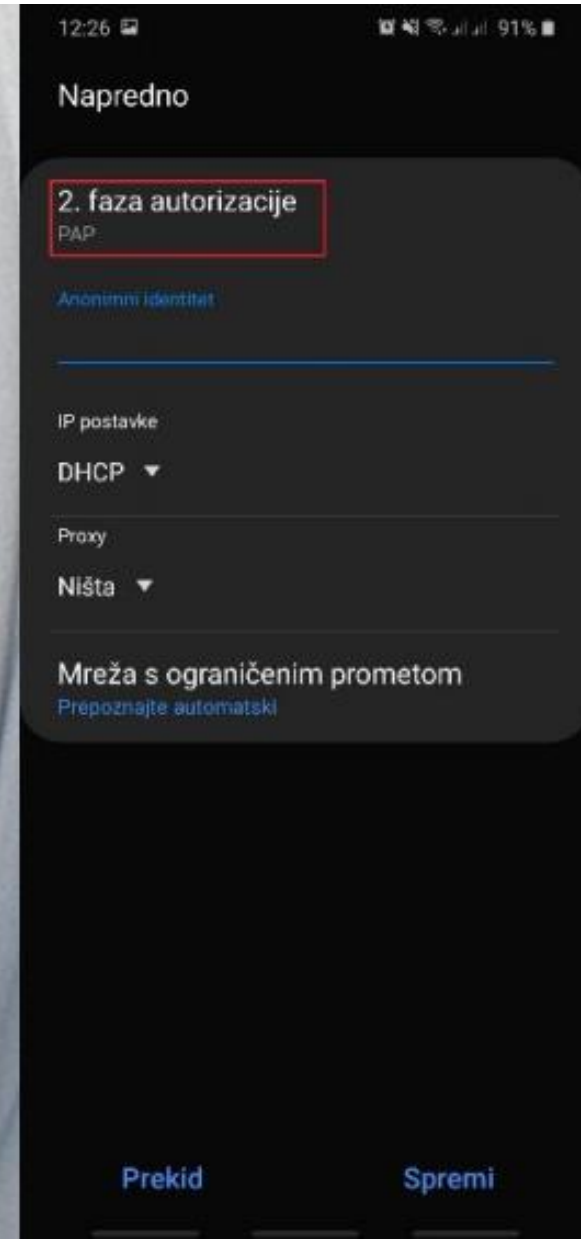 12:26 91%
Napredno
2. faza autorizacije
PAP
Anonimni identitet
IP postavke
DHCP
Proxy
Ništa
Mreža s ograničenim prometom
Prepoznajte automatski
Prekid Spremi